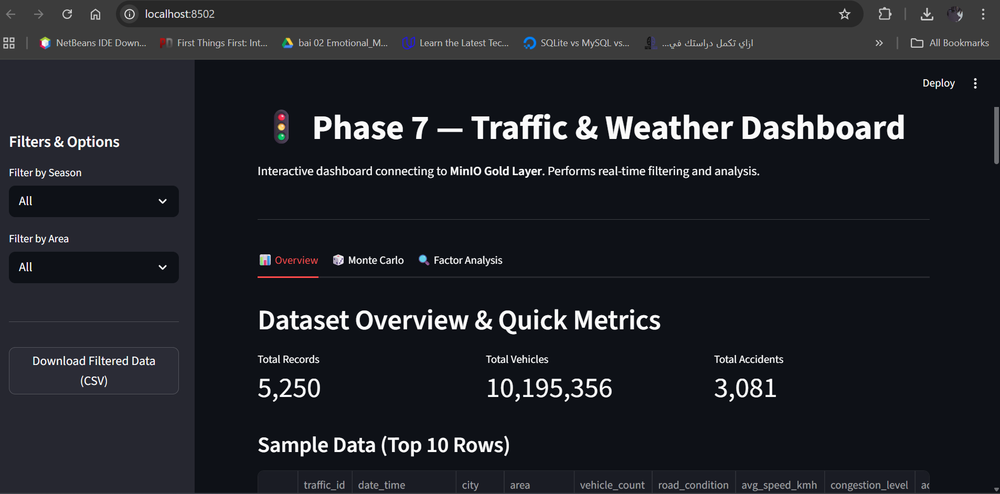 localhost:8502
NetBeans IDE Down...
First Things First: Int...
bai 02 Emotional_M...
Learn the Latest Tec...
SQLite vs MySQL vs...
ازاي تكمل دراستك في...
All Bookmarks
Deploy
Filters & Options
Filter by Season
All
Filter by Area
All
Download Filtered Data
(CSV)
Phase 7 — Traffic & Weather Dashboard
Interactive dashboard connecting to MinIO Gold Layer. Performs real-time filtering and analysis.
Overview Monte Carlo Factor Analysis
Dataset Overview & Quick Metrics
Total Records Total Vehicles Total Accidents
5,250 10,195,356 3,081
Sample Data (Top 10 Rows)
traffic_id date_time city area vehicle_count road_condition avg_speed_kmh congestion_level